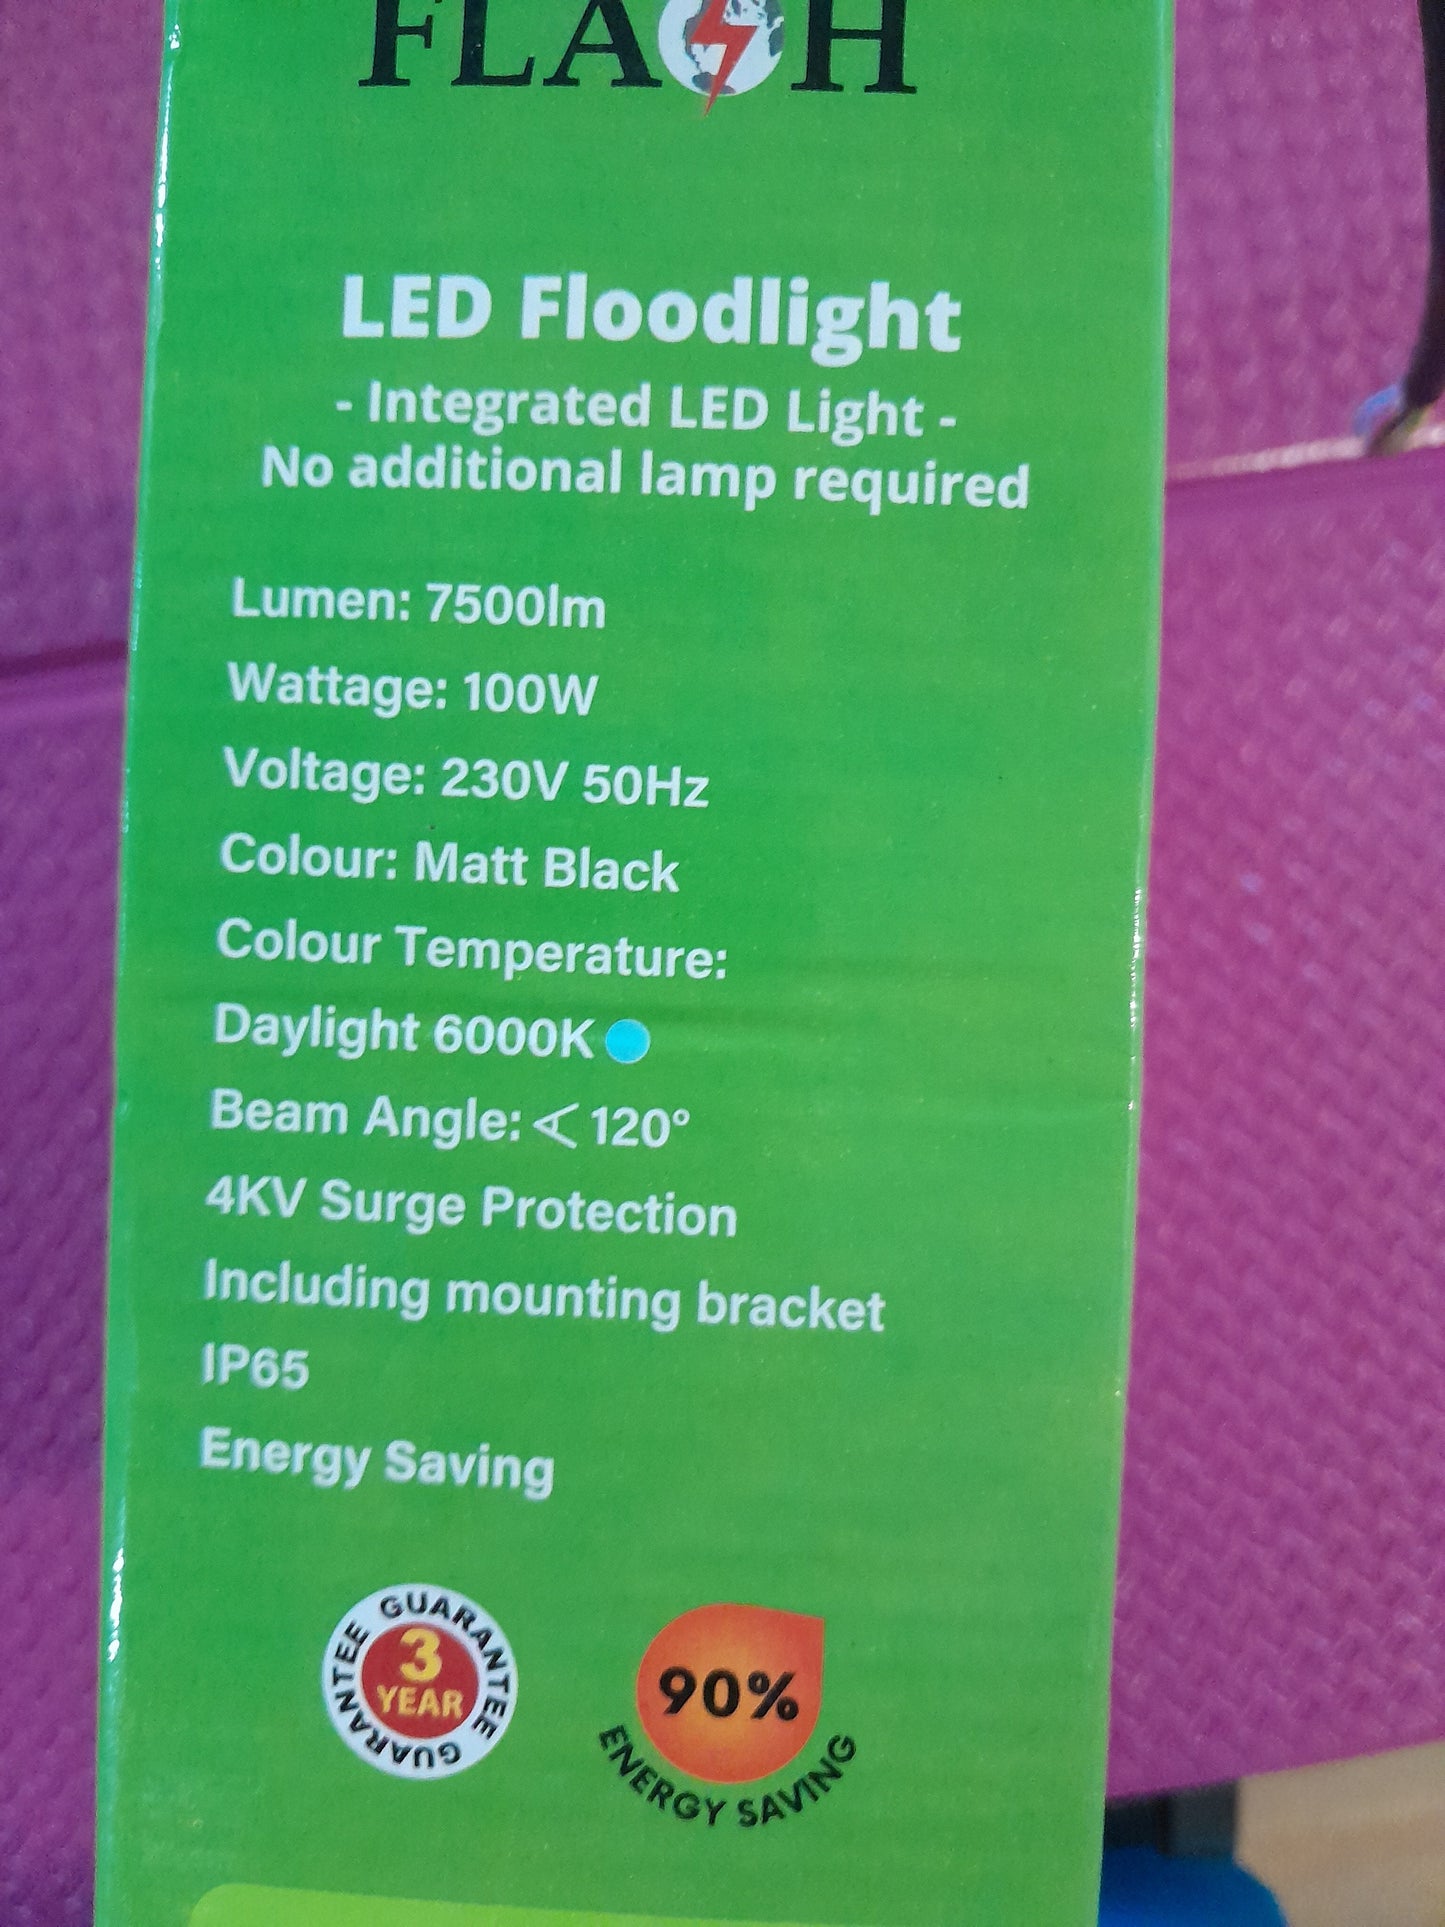 FLASH
LED Floodlight
- Integrated LED Light -
No additional lamp required
Lumen: 7500lm
Wattage: 100W
Voltage: 230V 50Hz
Colour: Matt Black
Colour Temperature:
Daylight 6000K
Beam Angle: ∢ 120°
4KV Surge Protection
Including mounting bracket
IP65
Energy Saving
GUARANTEE
3
YEAR
GUARANTEE
90%
ENERGY SAVING